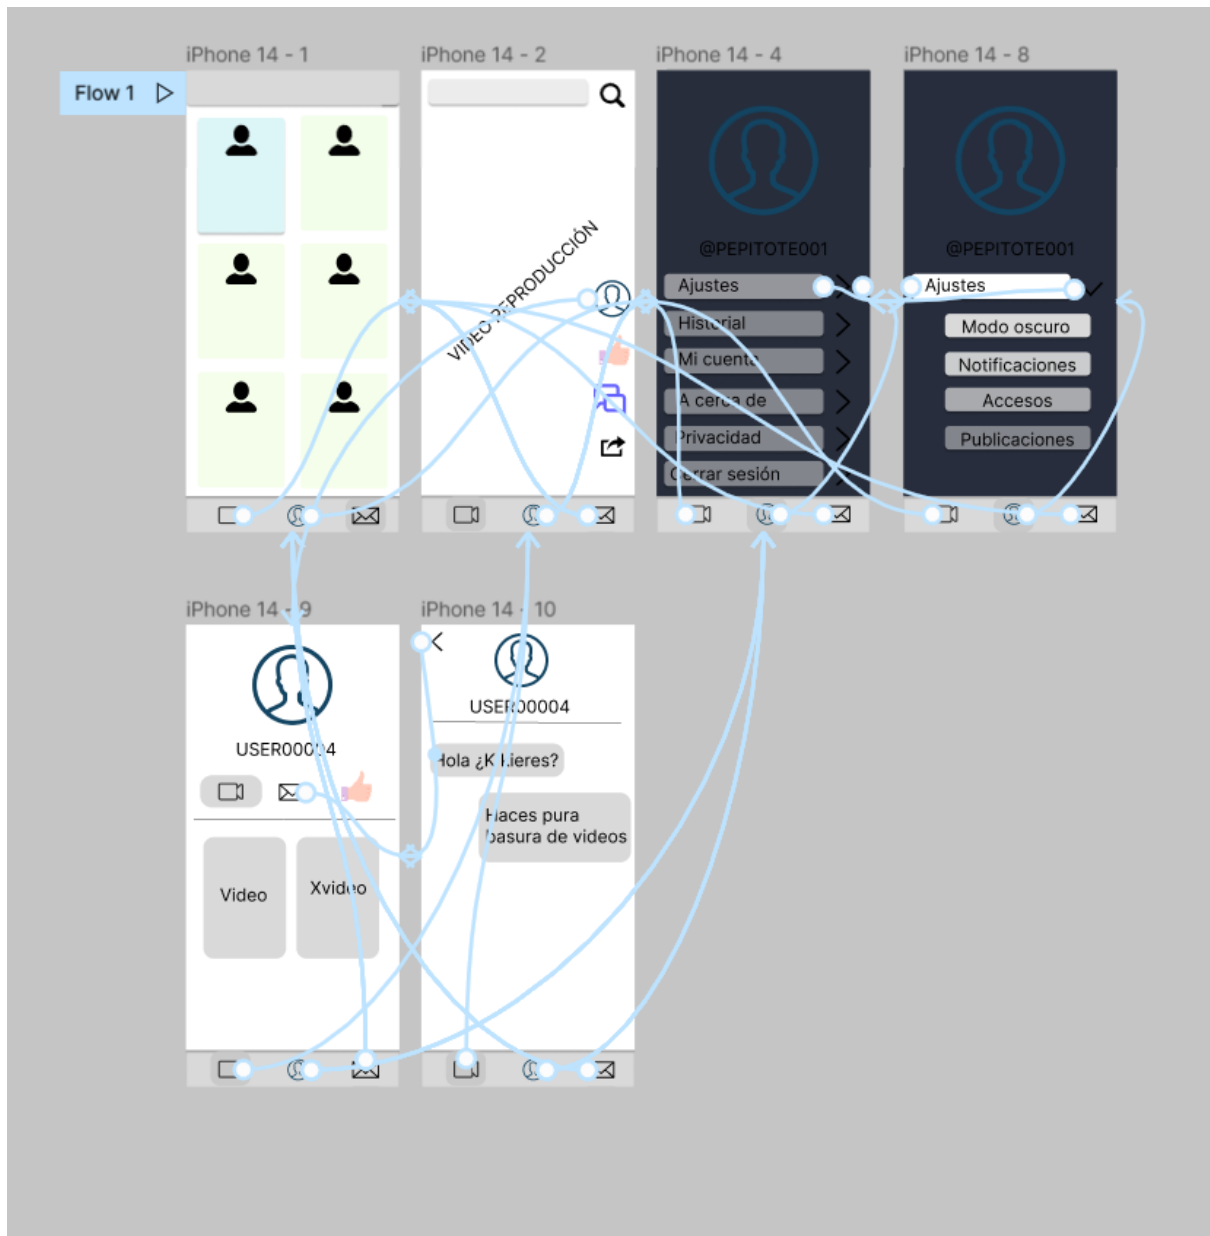 iPhone 14 - 1
iPhone 14 - 2
iPhone 14 - 4
iPhone 14 - 8
Flow 1
VIDEO REPRODUCCIÓN
@PEPITOTE001
Ajustes
Historial
Mi cuenta
A cerca de
Privacidad
Cerrar sesión
@PEPITOTE001
Ajustes
Modo oscuro
Notificaciones
Accesos
Publicaciones
iPhone 14 - 9
iPhone 14 - 10
USER00004
Video
Xvideo
USER00004
Hola ¿K kieres?
Haces pura
basura de videos